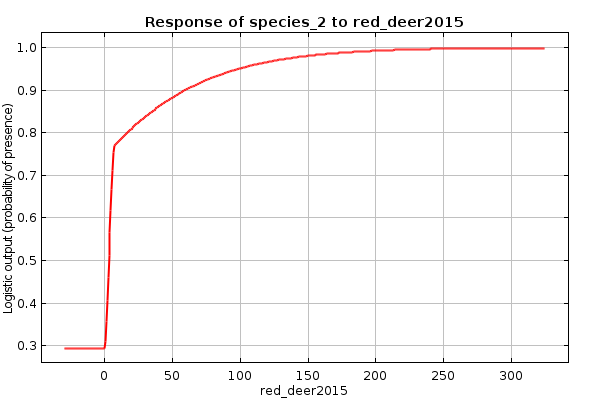 Response of species_2 to red_deer2015
Logistic output (probability of presence)
1.0
0.9
0.8
0.7
0.6
0.5
0.4
0.3
0 50 100 150 200 250 300
red_deer2015